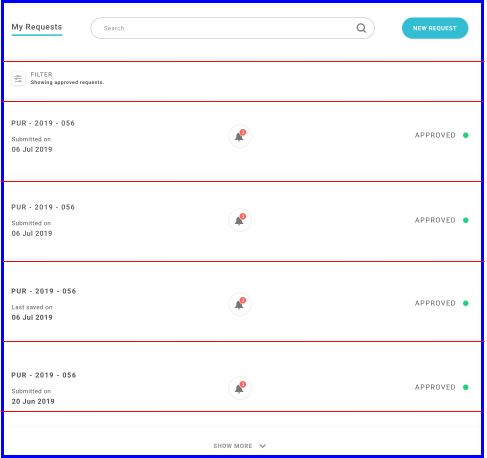 My Requests
Search
NEW REQUEST
FILTER
Showing approved requests.
PUR - 2019 - 056
Submitted on
06 Jul 2019
3
APPROVED
PUR - 2019 - 056
Submitted on
06 Jul 2019
3
APPROVED
PUR - 2019 - 056
Last saved on
06 Jul 2019
3
APPROVED
PUR - 2019 - 056
Submitted on
20 Jun 2019
3
APPROVED
SHOW MORE